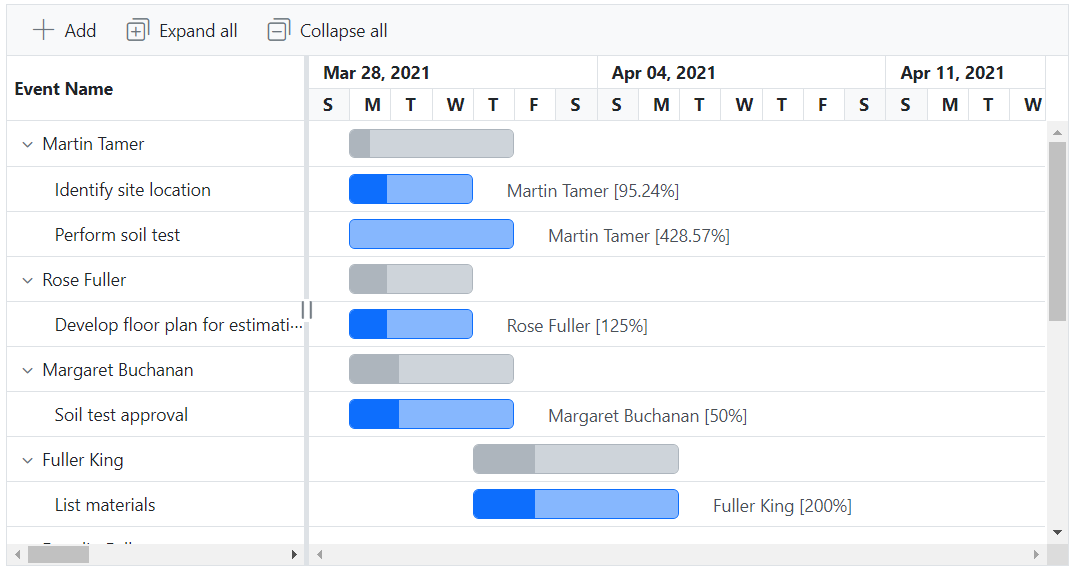 Add Expand all Collapse all
Event Name
Mar 28, 2021 Apr 04, 2021 Apr 11, 2021
S M T W T F S S M T W T F S S M T W
Martin Tamer
Identify site location Martin Tamer [95.24%]
Perform soil test Martin Tamer [428.57%]
Rose Fuller
Develop floor plan for estimati... Rose Fuller [125%]
Margaret Buchanan
Soil test approval Margaret Buchanan [50%]
Fuller King
List materials Fuller King [200%]